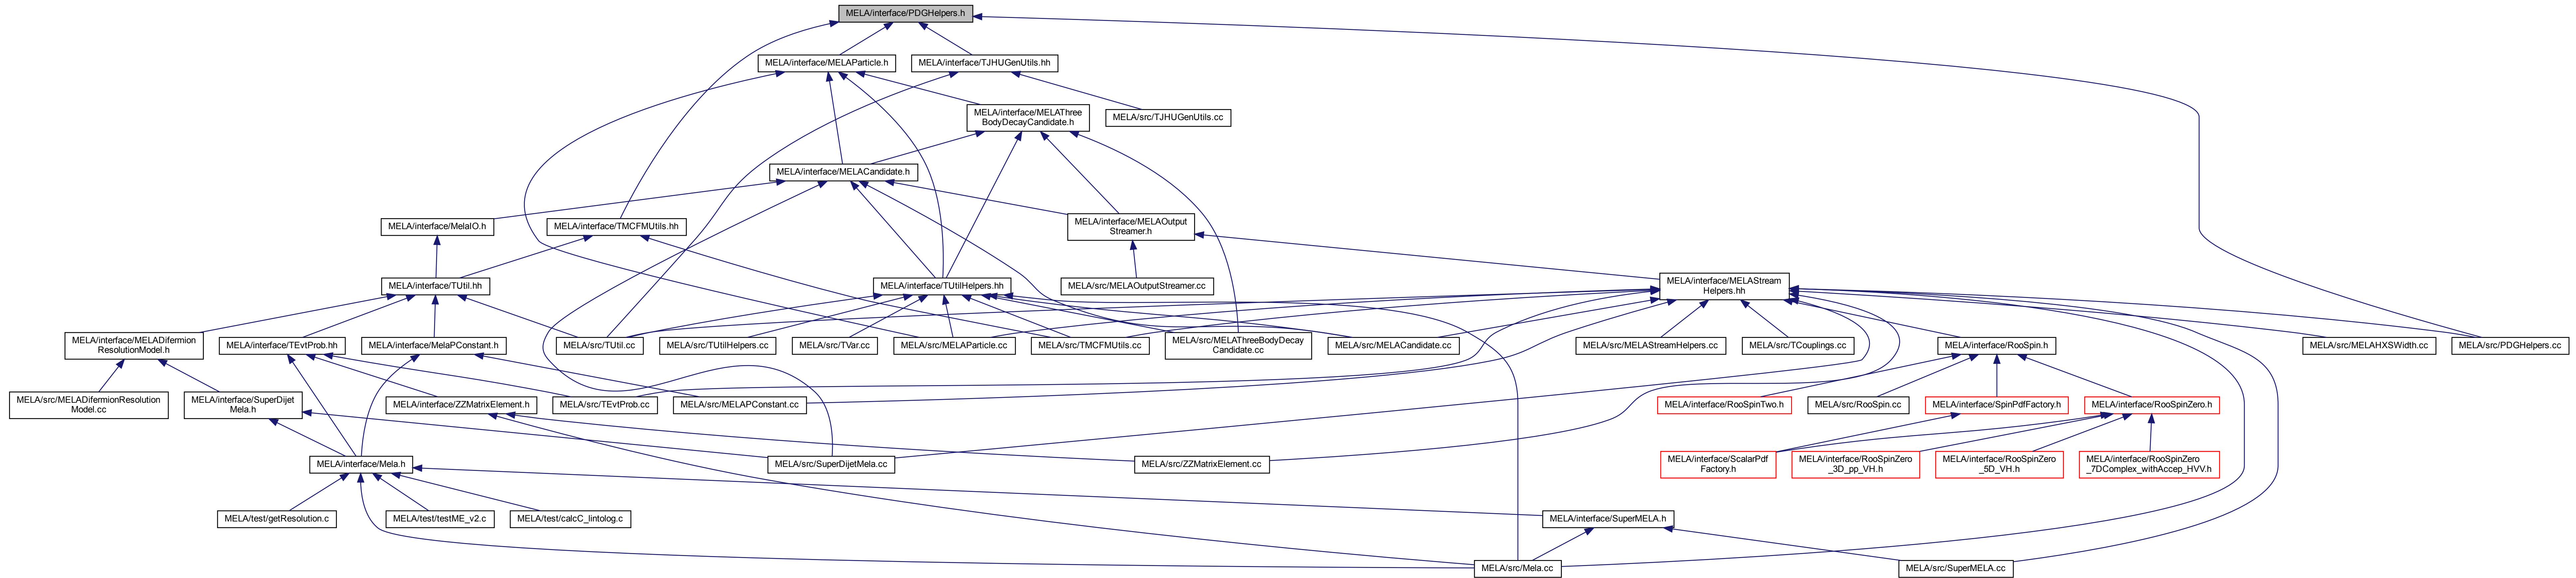 MELA/interface/PDGHelpers.h
MELA/interface/MELAParticle.h
MELA/interface/TJHUGenUtils.hh
MELA/interface/MELAThree
BodyDecayCandidate.h
MELA/src/TJHUGenUtils.cc
MELA/interface/MELACandidate.h
MELA/interface/MelaIO.h
MELA/interface/TMCFMUtils.hh
MELA/interface/MELAOutput
Streamer.h
MELA/interface/TUtil.hh
MELA/interface/TUtilHelpers.hh
MELA/src/MELAOutputStreamer.cc
MELA/interface/MELAStream
Helpers.hh
MELA/interface/MELADifermion
ResolutionModel.h
MELA/interface/TEvtProb.hh
MELA/interface/MelaPConstant.h
MELA/src/TUtil.cc
MELA/src/TUtilHelpers.cc
MELA/src/TVar.cc
MELA/src/MELAParticle.cc
MELA/src/TMCFMUtils.cc
MELA/src/MELAThreeBodyDecay
Candidate.cc
MELA/src/MELACandidate.cc
MELA/src/MELAStreamHelpers.cc
MELA/src/TCouplings.cc
MELA/interface/RooSpin.h
MELA/src/MELAHXSWidth.cc
MELA/src/PDGHelpers.cc
MELA/src/MELADifermionResolution
Model.cc
MELA/interface/SuperDijet
Mela.h
MELA/interface/ZZMatrixElement.h
MELA/src/TEvtProb.cc
MELA/src/MELAPConstant.cc
MELA/interface/RooSpinTwo.h
MELA/src/RooSpin.cc
MELA/interface/SpinPdfFactory.h
MELA/interface/RooSpinZero.h
MELA/interface/Mela.h
MELA/src/SuperDijetMela.cc
MELA/src/ZZMatrixElement.cc
MELA/interface/ScalarPdf
Factory.h
MELA/interface/RooSpinZero
_3D_pp_VH.h
MELA/interface/RooSpinZero
_5D_VH.h
MELA/interface/RooSpinZero
_7DComplex_withAccep_HVV.h
MELA/test/getResolution.c
MELA/test/testME_v2.c
MELA/test/calcC_lintolog.c
MELA/interface/SuperMELA.h
MELA/src/Mela.cc
MELA/src/SuperMELA.cc